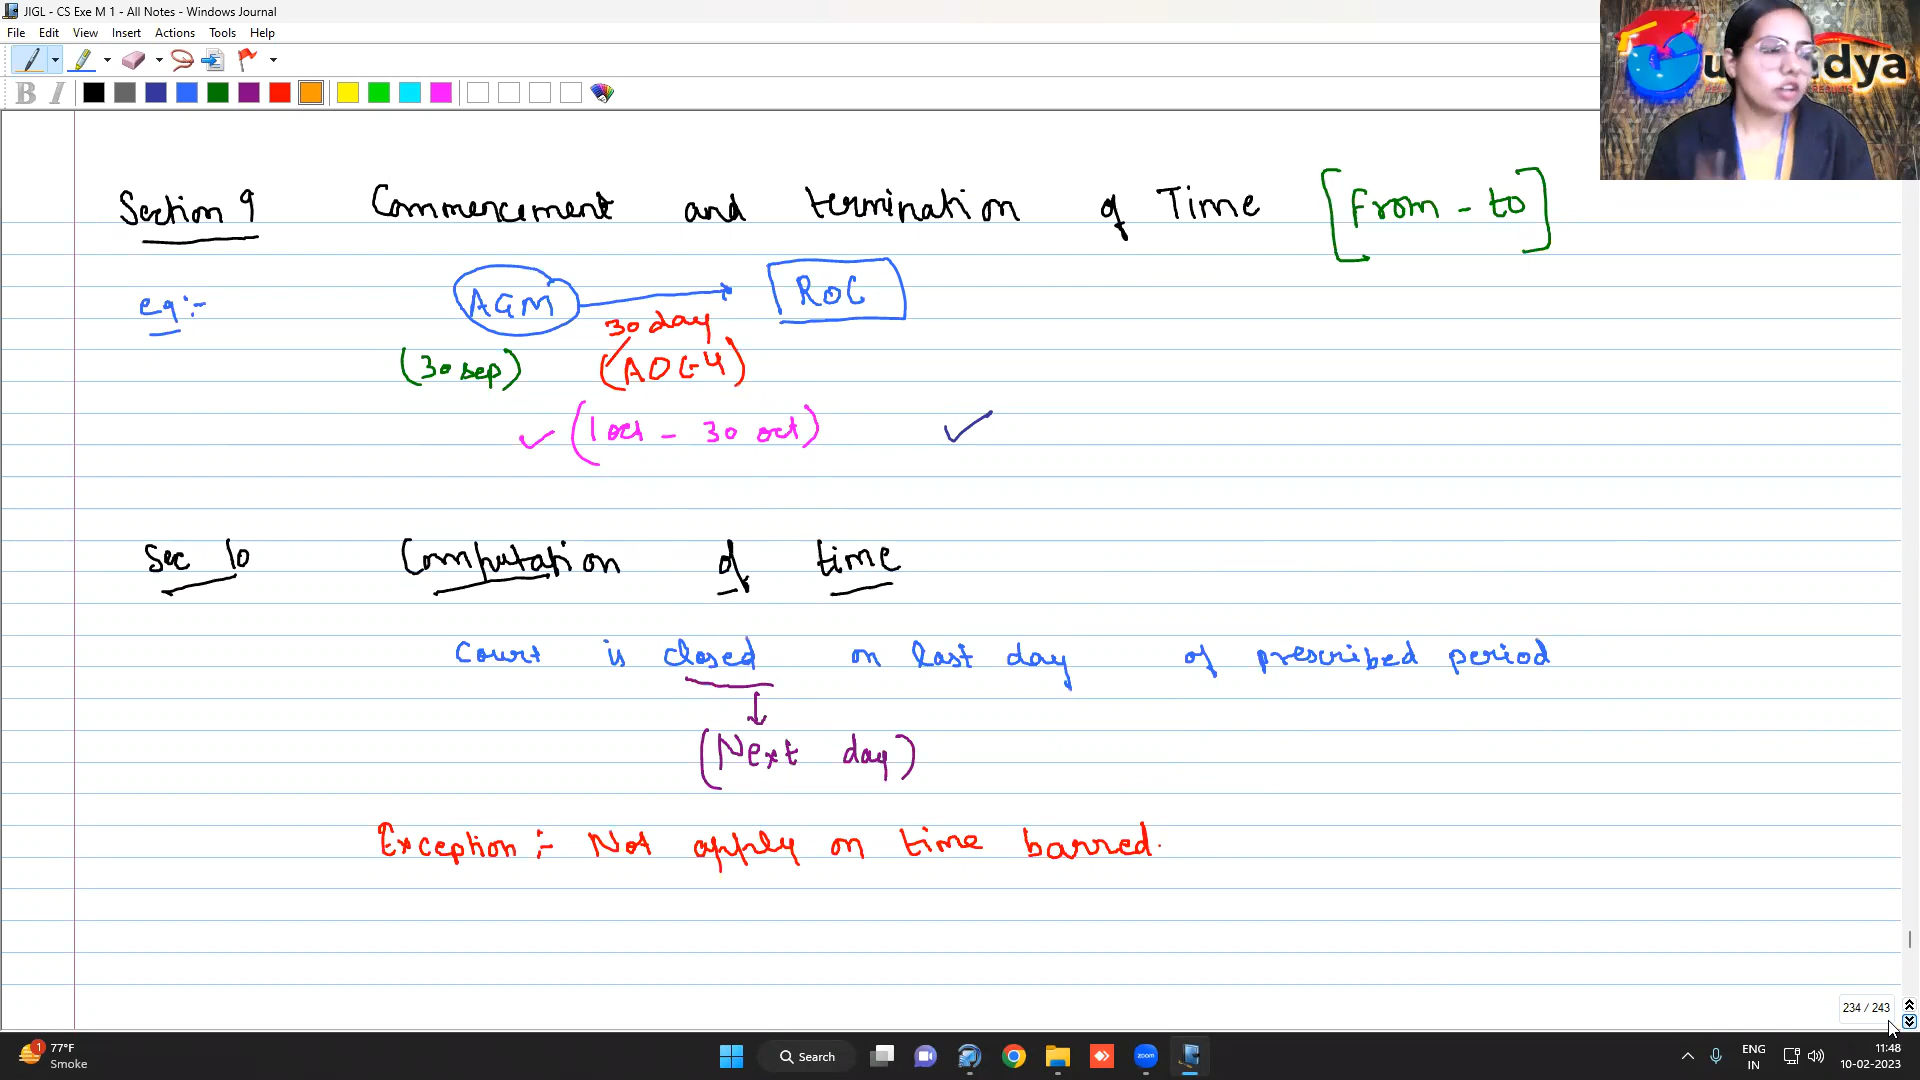 JIGL - CS Exe M 1 - All Notes - Windows Journal
File Edit View Insert Actions Tools Help
B I
Section 9 Commencement and termination of Time [From - to]
eg:-
AGM ROC
30 day
(30 sep) (AOC-4)
(1 oct - 30 oct)
Sec 10 Computation of time
Court is closed on last day of prescribed period
(Next day)
Exception :- Not apply on time barred.
234 / 243
1
77°F
Smoke
Search
zoom
ENG
IN
11:48
10-02-2023